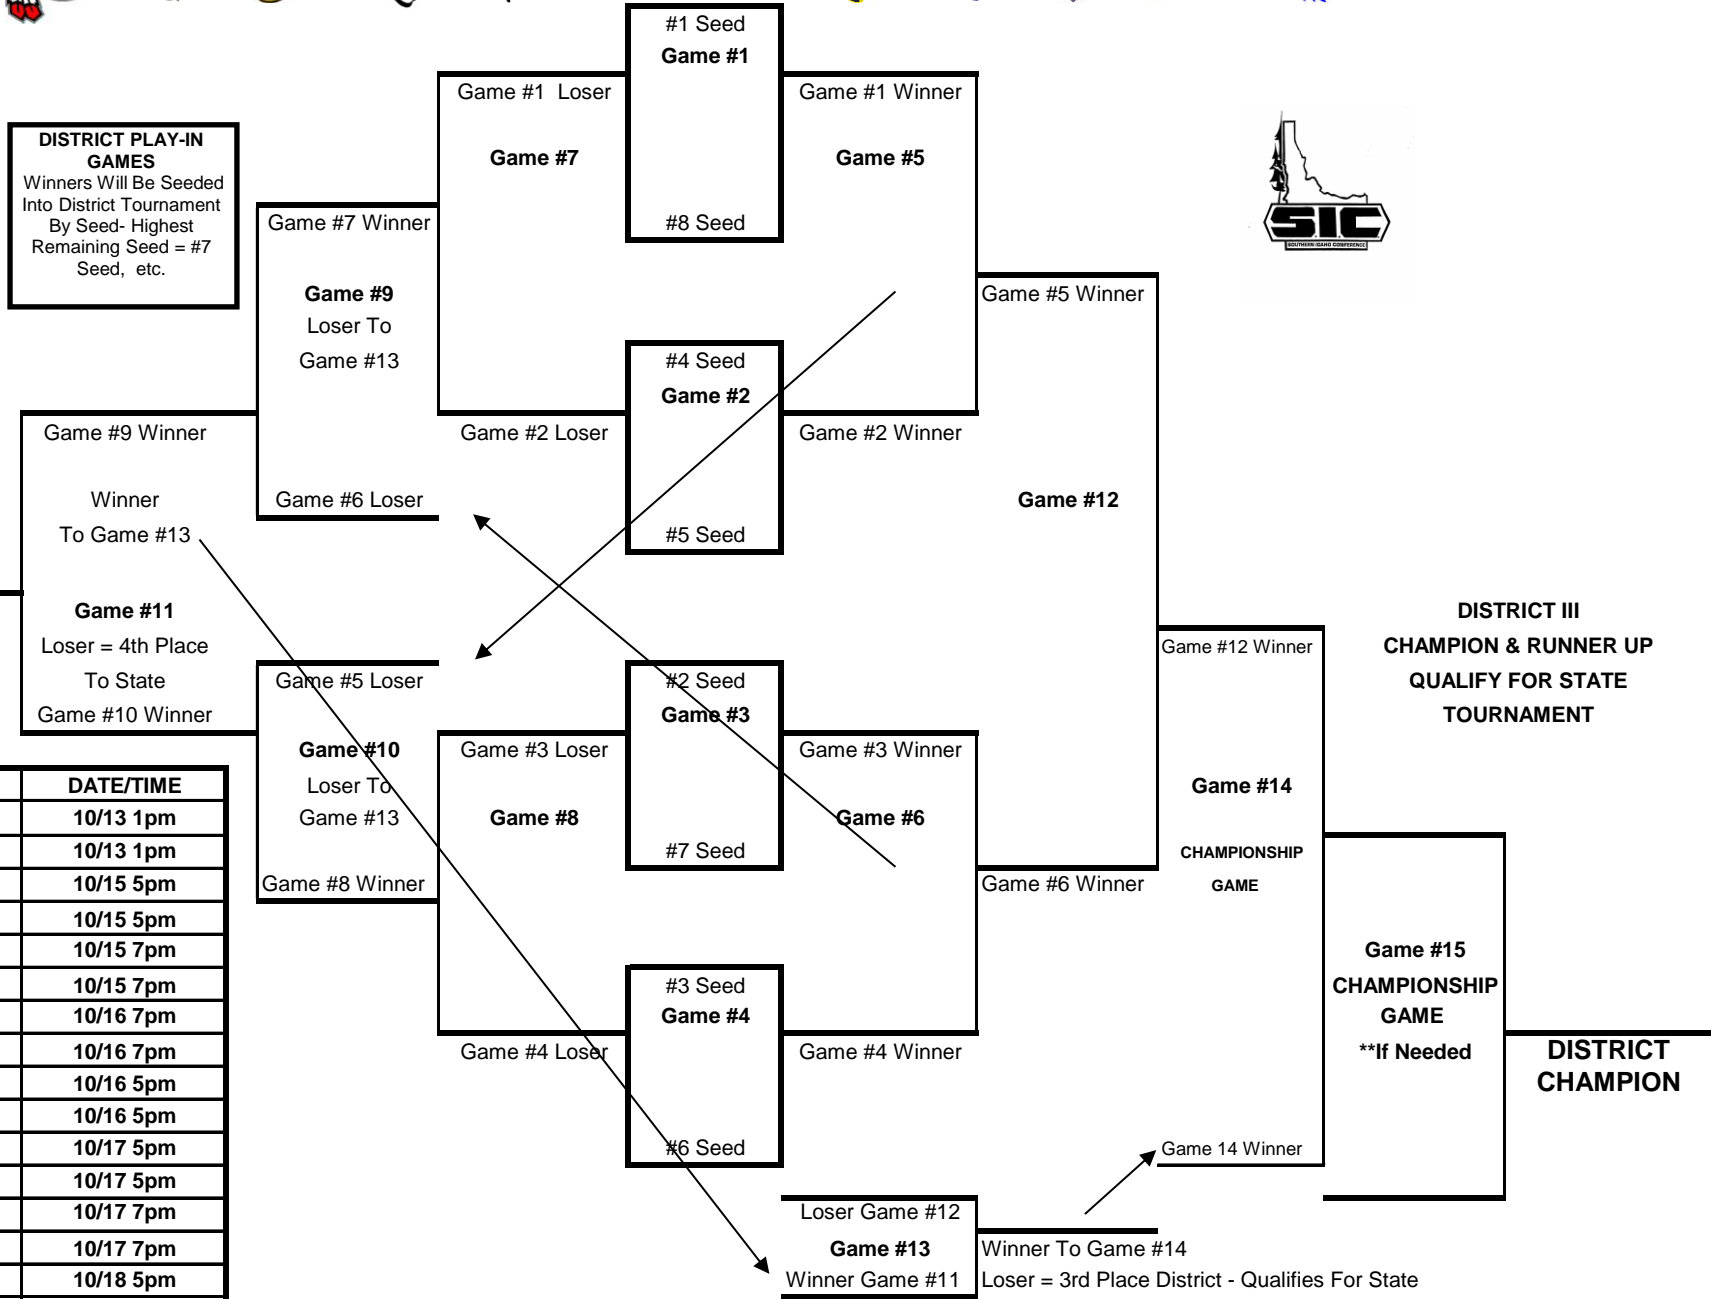 #1 Seed
Game #1
Game #1 Loser
Game #1 Winner
DISTRICT PLAY-IN
GAMES
Winners Will Be Seeded
Into District Tournament
By Seed- Highest
Remaining Seed = #7
Seed, etc.
Game #7
Game #5
#8 Seed
Game #7 Winner
S.I.C.
SOUTHERN IDAHO CONFERENCE
Game #9
Loser To
Game #13
Game #5 Winner
#4 Seed
Game #2
Game #9 Winner
Game #2 Loser
Game #2 Winner
Winner
To Game #13
Game #6 Loser
#5 Seed
Game #12
Game #11
Loser = 4th Place
To State
Game #10 Winner
DISTRICT III
CHAMPION & RUNNER UP
QUALIFY FOR STATE
TOURNAMENT
Game #12 Winner
Game #5 Loser
#2 Seed
Game #3
Game #10
Loser To
Game #13
Game #3 Loser
Game #3 Winner
Game #8
Game #6
Game #14
CHAMPIONSHIP
GAME
#7 Seed
Game #8 Winner
Game #6 Winner
DATE/TIME
10/13 1pm
10/13 1pm
10/15 5pm
10/15 5pm
10/15 7pm
10/15 7pm
10/16 7pm
10/16 7pm
10/16 5pm
10/16 5pm
10/17 5pm
10/17 5pm
10/17 7pm
10/17 7pm
10/18 5pm
#3 Seed
Game #4
Game #4 Loser
Game #4 Winner
#6 Seed
Game #15
CHAMPIONSHIP
GAME
**If Needed
DISTRICT
CHAMPION
Game 14 Winner
Loser Game #12
Game #13
Winner Game #11
Winner To Game #14
Loser = 3rd Place District - Qualifies For State